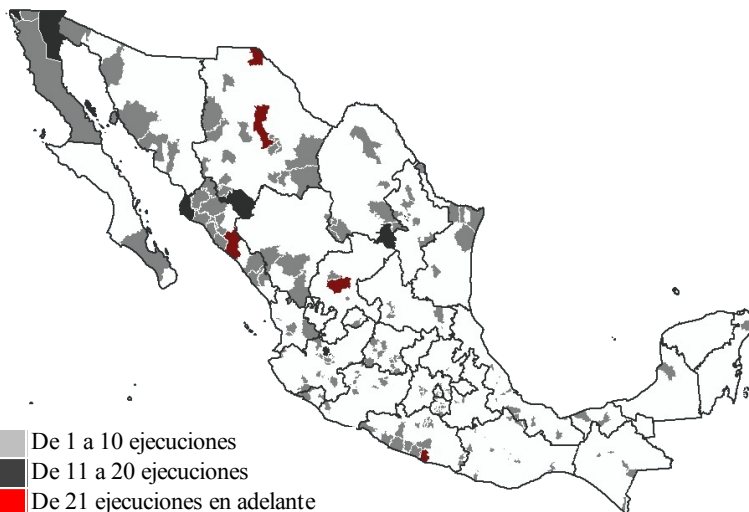 De 1 a 10 ejecuciones
De 11 a 20 ejecuciones
De 21 ejecuciones en adelante